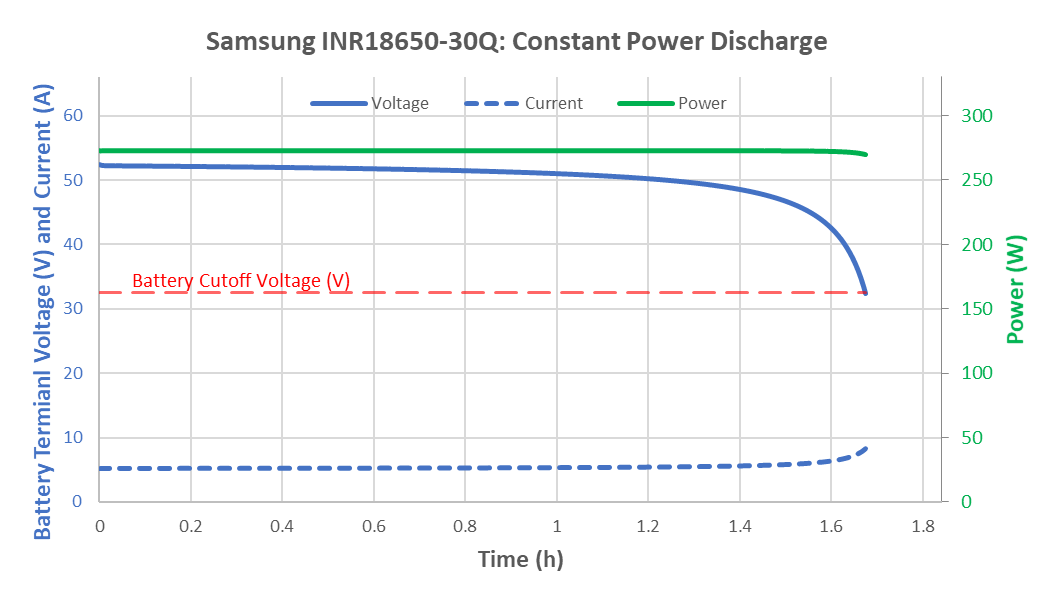 Samsung INR18650-30Q: Constant Power Discharge
Voltage Current Power
Battery Termianl Voltage (V) and Current (A)
60
50
40
30
20
10
0
Battery Cutoff Voltage (V)
300
250
200
150
100
50
0
Power (W)
0 0.2 0.4 0.6 0.8 1 1.2 1.4 1.6 1.8
Time (h)